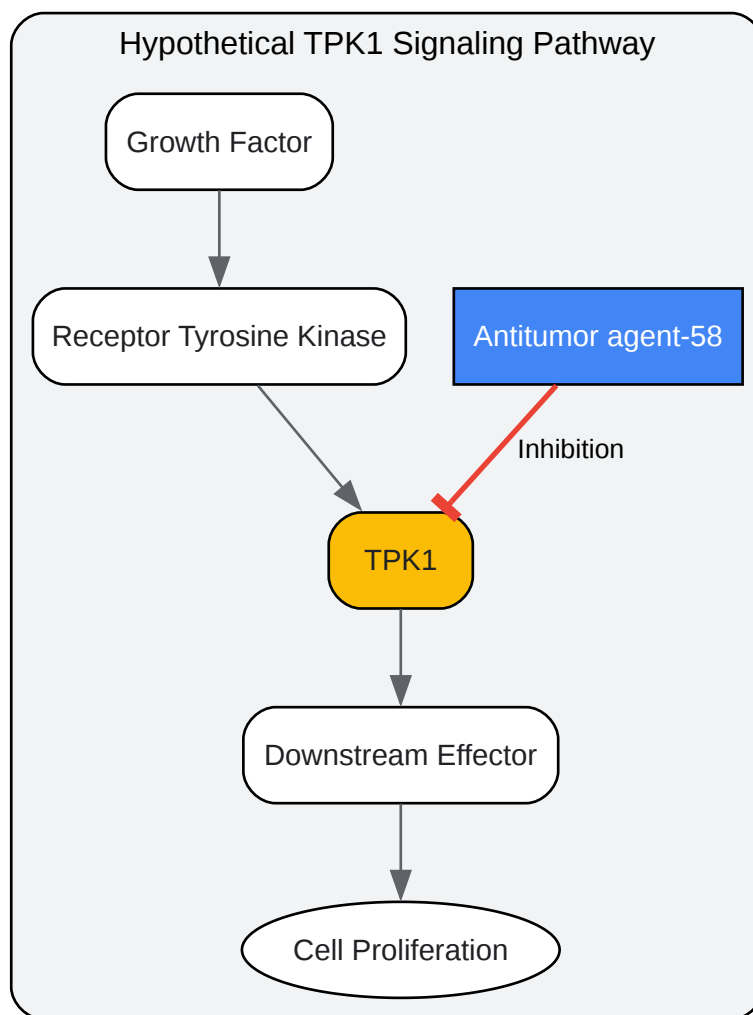 Hypothetical TPK1 Signaling Pathway
Growth Factor
Receptor Tyrosine Kinase
Antitumor agent-58
Inhibition
TPK1
Downstream Effector
Cell Proliferation